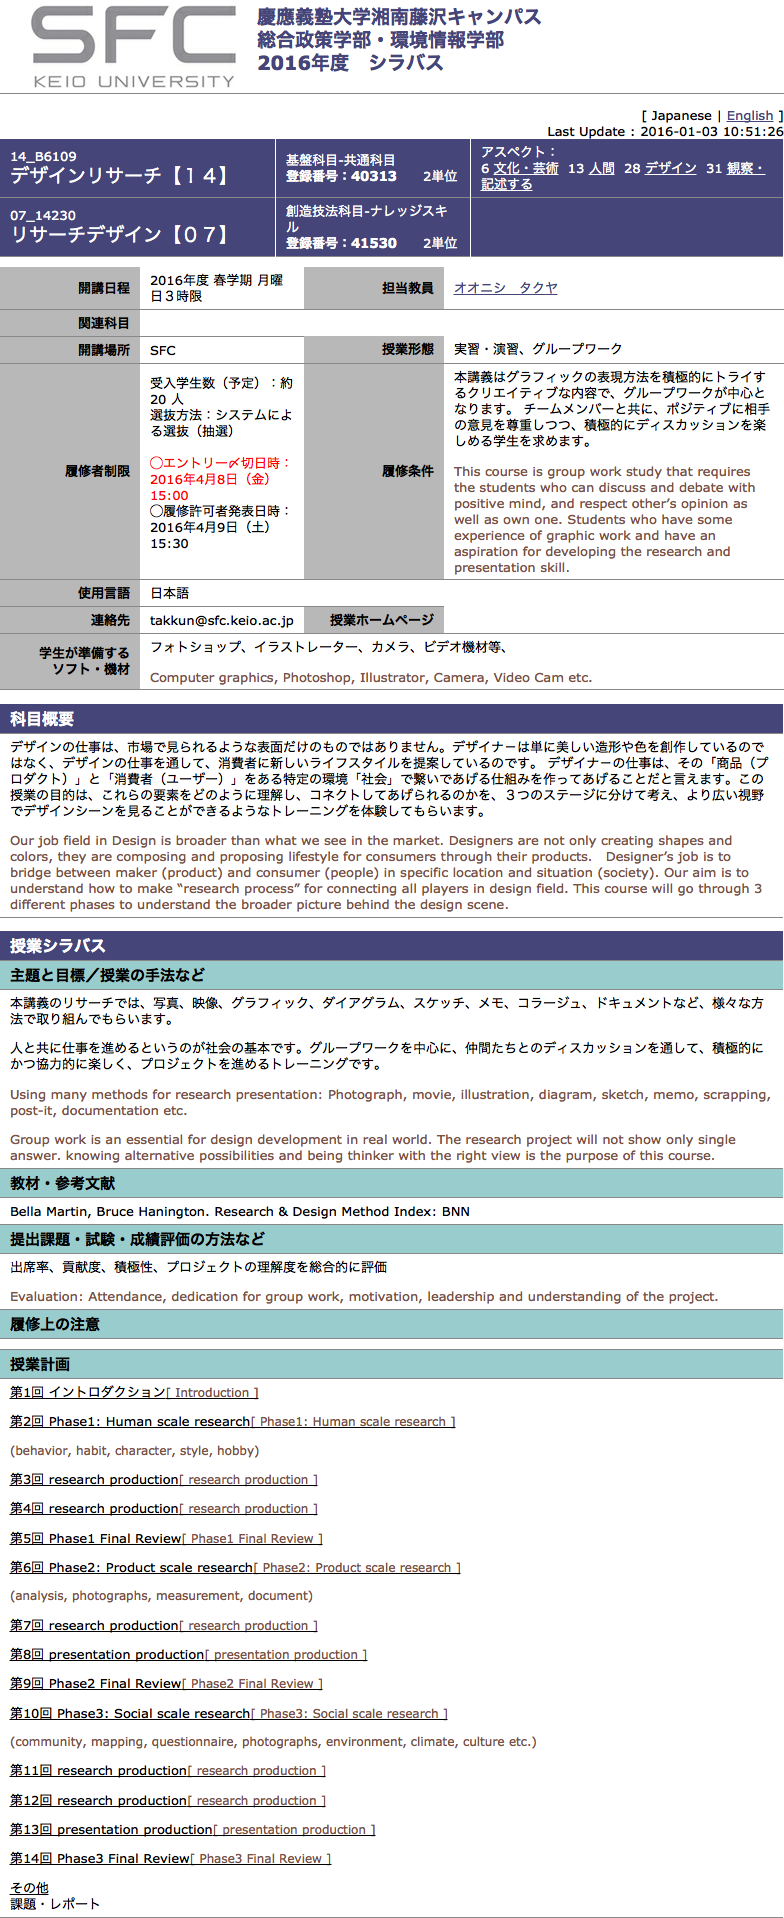 SFC
KEIO UNIVERSITY
慶應義塾大学湘南藤沢キャンパス
総合政策学部・環境情報学部
2016年度　シラバス
[ Japanese | English ]
Last Update : 2016-01-03 10:51:26
14_B6109
デザインリサーチ【１４】
基盤科目-共通科目
登録番号：40313　　2単位
アスペクト：
6 文化・芸術　13 人間　28 デザイン　31 観察・
記述する
07_14230
リサーチデザイン【０７】
創造技法科目-ナレッジスキ
ル
登録番号：41530　　2単位
開講日程
2016年度 春学期 月曜
日３時限
担当教員
オオニシ　タクヤ
関連科目
開講場所
SFC
授業形態
実習・演習、グループワーク
履修者制限
受入学生数（予定）：約
20 人
選抜方法：システムによ
る選抜（抽選）
◯エントリー〆切日時：
2016年4月8日（金）
15:00
◯履修許可者発表日時：
2016年4月9日（土）
15:30
履修条件
本講義はグラフィックの表現方法を積極的にトライす
るクリエイティブな内容で、グループワークが中心と
なります。 チームメンバーと共に、ポジティブに相手
の意見を尊重しつつ、積極的にディスカッションを楽
しめる学生を求めます。
This course is group work study that requires
the students who can discuss and debate with
positive mind, and respect other’s opinion as
well as own one. Students who have some
experience of graphic work and have an
aspiration for developing the research and
presentation skill.
使用言語
日本語
連絡先
takkun@sfc.keio.ac.jp
授業ホームページ
学生が準備する
ソフト・機材
フォトショップ、イラストレーター、カメラ、ビデオ機材等、
Computer graphics, Photoshop, Illustrator, Camera, Video Cam etc.
科目概要
デザインの仕事は、市場で見られるような表面だけのものではありません。デザイナーは単に美しい造形や色を創作しているので
はなく、デザインの仕事を通して、消費者に新しいライフスタイルを提案しているのです。 デザイナーの仕事は、その「商品（プ
ロダクト）」と「消費者（ユーザー）」をある特定の環境「社会」で繋いであげる仕組みを作ってあげることだと言えます。この
授業の目的は、これらの要素をどのように理解し、コネクトしてあげられるのかを、３つのステージに分けて考え、より広い視野
でデザインシーンを見ることができるようなトレーニングを体験してもらいます。
Our job field in Design is broader than what we see in the market. Designers are not only creating shapes and
colors, they are composing and proposing lifestyle for consumers through their products.　Designer’s job is to
bridge between maker (product) and consumer (people) in specific location and situation (society). Our aim is to
understand how to make “research process” for connecting all players in design field. This course will go through 3
different phases to understand the broader picture behind the design scene.
授業シラバス
主題と目標／授業の手法など
本講義のリサーチでは、写真、映像、グラフィック、ダイアグラム、スケッチ、メモ、コラージュ、ドキュメントなど、様々な方
法で取り組んでもらいます。
人と共に仕事を進めるというのが社会の基本です。グループワークを中心に、仲間たちとのディスカッションを通して、積極的に
かつ協力的に楽しく、プロジェクトを進めるトレーニングです。
Using many methods for research presentation: Photograph, movie, illustration, diagram, sketch, memo, scrapping,
post-it, documentation etc.
Group work is an essential for design development in real world. The research project will not show only single
answer. knowing alternative possibilities and being thinker with the right view is the purpose of this course.
教材・参考文献
Bella Martin, Bruce Hanington. Research & Design Method Index: BNN
提出課題・試験・成績評価の方法など
出席率、貢献度、積極性、プロジェクトの理解度を総合的に評価
Evaluation: Attendance, dedication for group work, motivation, leadership and understanding of the project.
履修上の注意
授業計画
第1回 イントロダクション[ Introduction ]
第2回 Phase1: Human scale research[ Phase1: Human scale research ]
(behavior, habit, character, style, hobby)
第3回 research production[ research production ]
第4回 research production[ research production ]
第5回 Phase1 Final Review[ Phase1 Final Review ]
第6回 Phase2: Product scale research[ Phase2: Product scale research ]
(analysis, photographs, measurement, document)
第7回 research production[ research production ]
第8回 presentation production[ presentation production ]
第9回 Phase2 Final Review[ Phase2 Final Review ]
第10回 Phase3: Social scale research[ Phase3: Social scale research ]
(community, mapping, questionnaire, photographs, environment, climate, culture etc.)
第11回 research production[ research production ]
第12回 research production[ research production ]
第13回 presentation production[ presentation production ]
第14回 Phase3 Final Review[ Phase3 Final Review ]
その他
課題・レポート